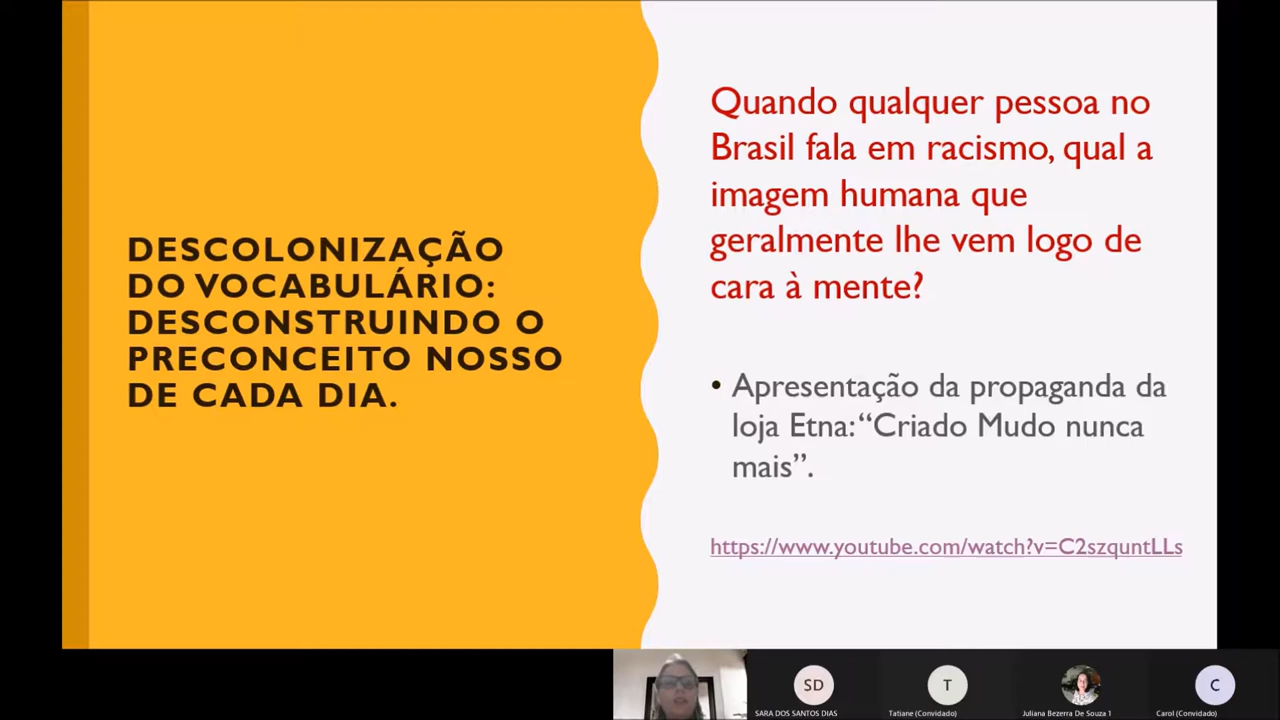 DESCOLONIZAÇÃO
DO VOCABULÁRIO:
DESCONSTRUINDO O
PRECONCEITO NOSSO
DE CADA DIA.
Quando qualquer pessoa no
Brasil fala em racismo, qual a
imagem humana que
geralmente lhe vem logo de
cara à mente?
• Apresentação da propaganda da
loja Etna: “Criado Mudo nunca
mais”.
https://www.youtube.com/watch?v=C2szquntLLs
SD
T
C
SARA DOS SANTOS DIAS
Tatiane (Convidado)
Juliana Bezerra De Souza 1
Carol (Convidado)